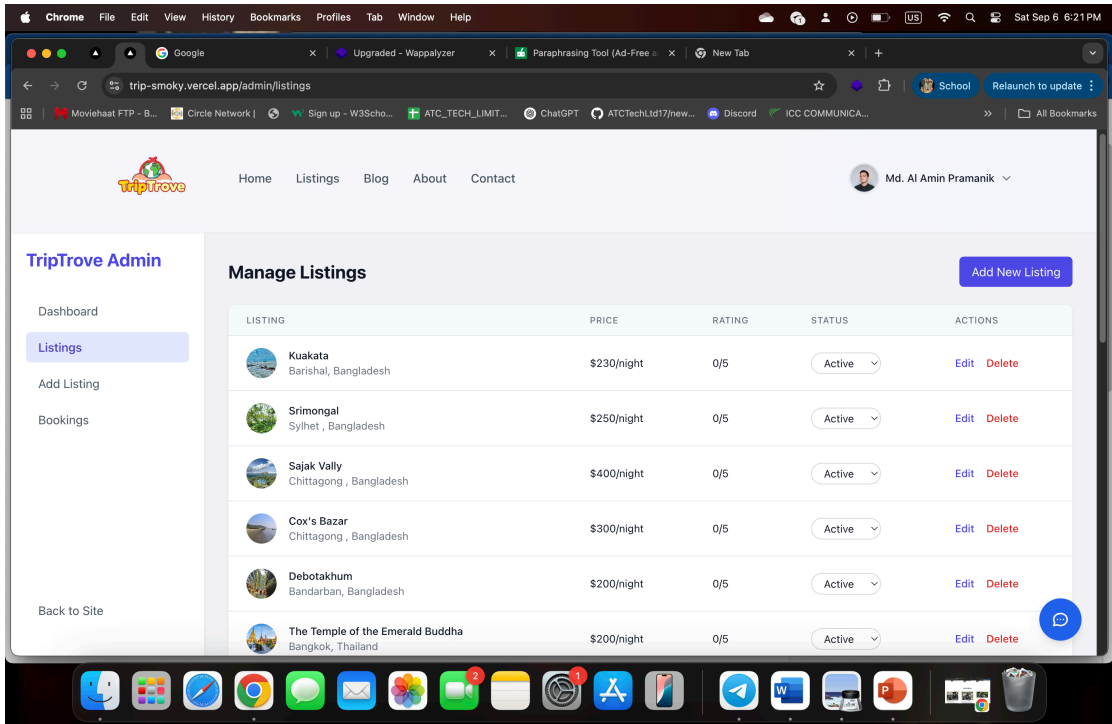 Chrome File Edit View History Bookmarks Profiles Tab Window Help US Sat Sep 6 6:21 PM
Google Upgraded - Wappalyzer Paraphrasing Tool (Ad-Free a New Tab
trip-smoky.vercel.app/admin/listings School Relaunch to update
Moviehaat FTP - B... Circle Network | Sign up - W3Scho... ATC_TECH_LIMIT... ChatGPT ATCTechLtd17/new... Discord ICC COMMUNICA... » All Bookmarks
TripTrove Home Listings Blog About Contact Md. Al Amin Pramanik
TripTrove Admin
Dashboard
Listings
Add Listing
Bookings
Back to Site
Manage Listings Add New Listing
LISTING PRICE RATING STATUS ACTIONS
Kuakata
Barishal, Bangladesh
$230/night 0/5 Active Edit Delete
Srimongal
Sylhet , Bangladesh
$250/night 0/5 Active Edit Delete
Sajak Vally
Chittagong , Bangladesh
$400/night 0/5 Active Edit Delete
Cox's Bazar
Chittagong , Bangladesh
$300/night 0/5 Active Edit Delete
Debotakhum
Bandarban, Bangladesh
$200/night 0/5 Active Edit Delete
The Temple of the Emerald Buddha
Bangkok, Thailand
$200/night 0/5 Active Edit Delete
2 1 W P